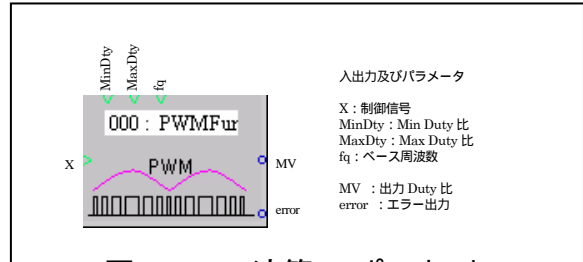 MinDty
MaxDty
fq
000 : PWMFur
X
PWM
MV
error
入出力及びパラメータ
X：制御信号
MinDty：Min Duty 比
MaxDty：Max Duty 比
fq：ベース周波数
MV ：出力 Duty 比
error ：エラー出力